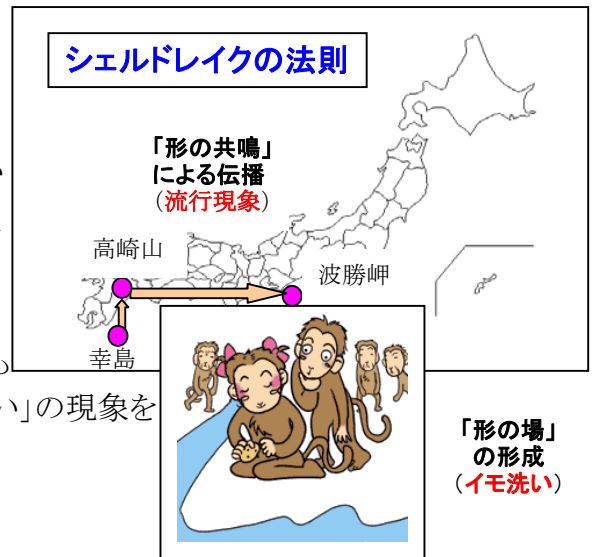 シェルドレイクの法則
「形の共鳴」
による伝播
（流行現象）
高崎山
波勝岬
幸島
い」の現象を
「形の場」
の形成
（イモ洗い）